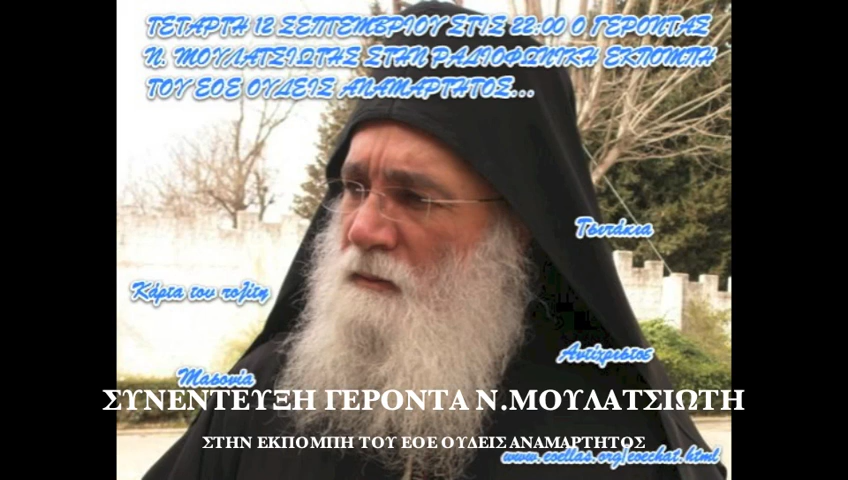 ΤΕΤΑΡΤΗ 12 ΣΕΠΤΕΜΒΡΙΟΥ ΣΤΙΣ 22:00 Ο ΓΕΡΟΝΤΑΣ
Ν. ΜΟΥΛΑΤΣΙΩΤΗΣ ΣΤΗΝ ΡΑΔΙΟΦΩΝΙΚΗ ΕΚΠΟΜΠΗ
ΤΟΥ ΕΟΕ ΟΥΔΕΙΣ ΑΝΑΜΑΡΤΗΤΟΣ...
Τσιπάκια
Κάρτα του πολίτη
Αντίχριστος
Μασονία
ΣΥΝΕΝΤΕΥΞΗ ΓΕΡΟΝΤΑ Ν.ΜΟΥΛΑΤΣΙΩΤΗ
ΣΤΗΝ ΕΚΠΟΜΠΗ ΤΟΥ ΕΟΕ ΟΥΔΕΙΣ ΑΝΑΜΑΡΤΗΤΟΣ
www.eoellas.org/eoechat.html